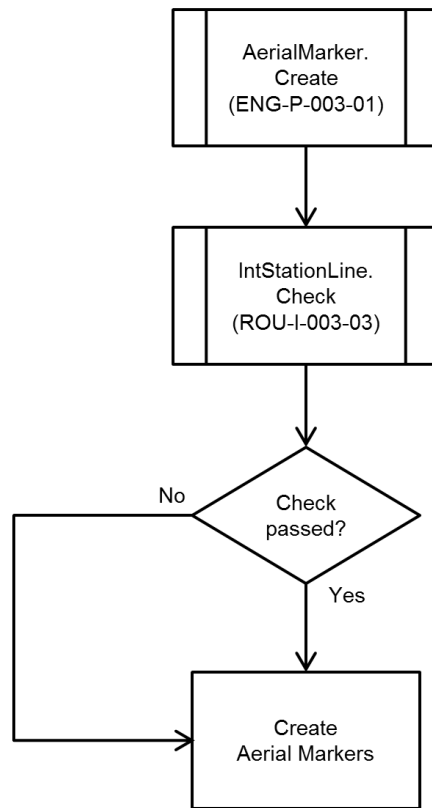 AerialMarker.
Create
(ENG-P-003-01)
IntStationLine.
Check
(ROU-I-003-03)
No
Check
passed?
Yes
Create
Aerial Markers